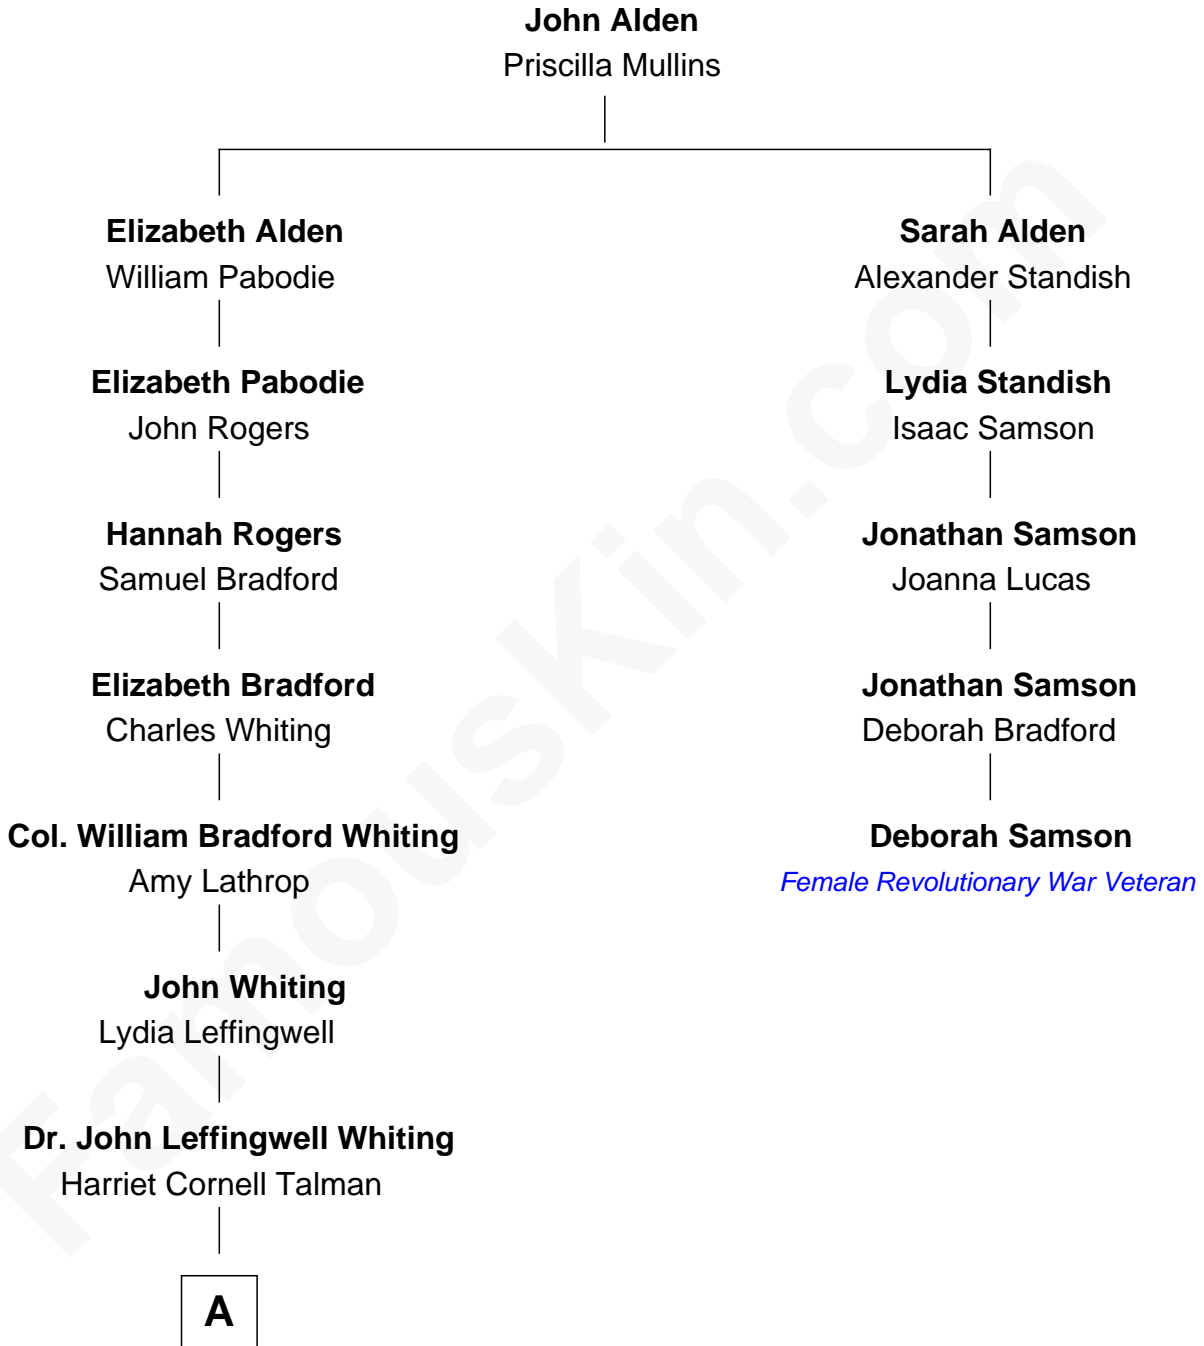 John Alden
Priscilla Mullins
Elizabeth Alden
William Pabodie
Sarah Alden
Alexander Standish
Elizabeth Pabodie
John Rogers
Lydia Standish
Isaac Samson
Hannah Rogers
Samuel Bradford
Jonathan Samson
Joanna Lucas
Elizabeth Bradford
Charles Whiting
Jonathan Samson
Deborah Bradford
Col. William Bradford Whiting
Amy Lathrop
Deborah Samson
Female Revolutionary War Veteran
John Whiting
Lydia Leffingwell
Dr. John Leffingwell Whiting
Harriet Cornell Talman
A
FamousKin.com